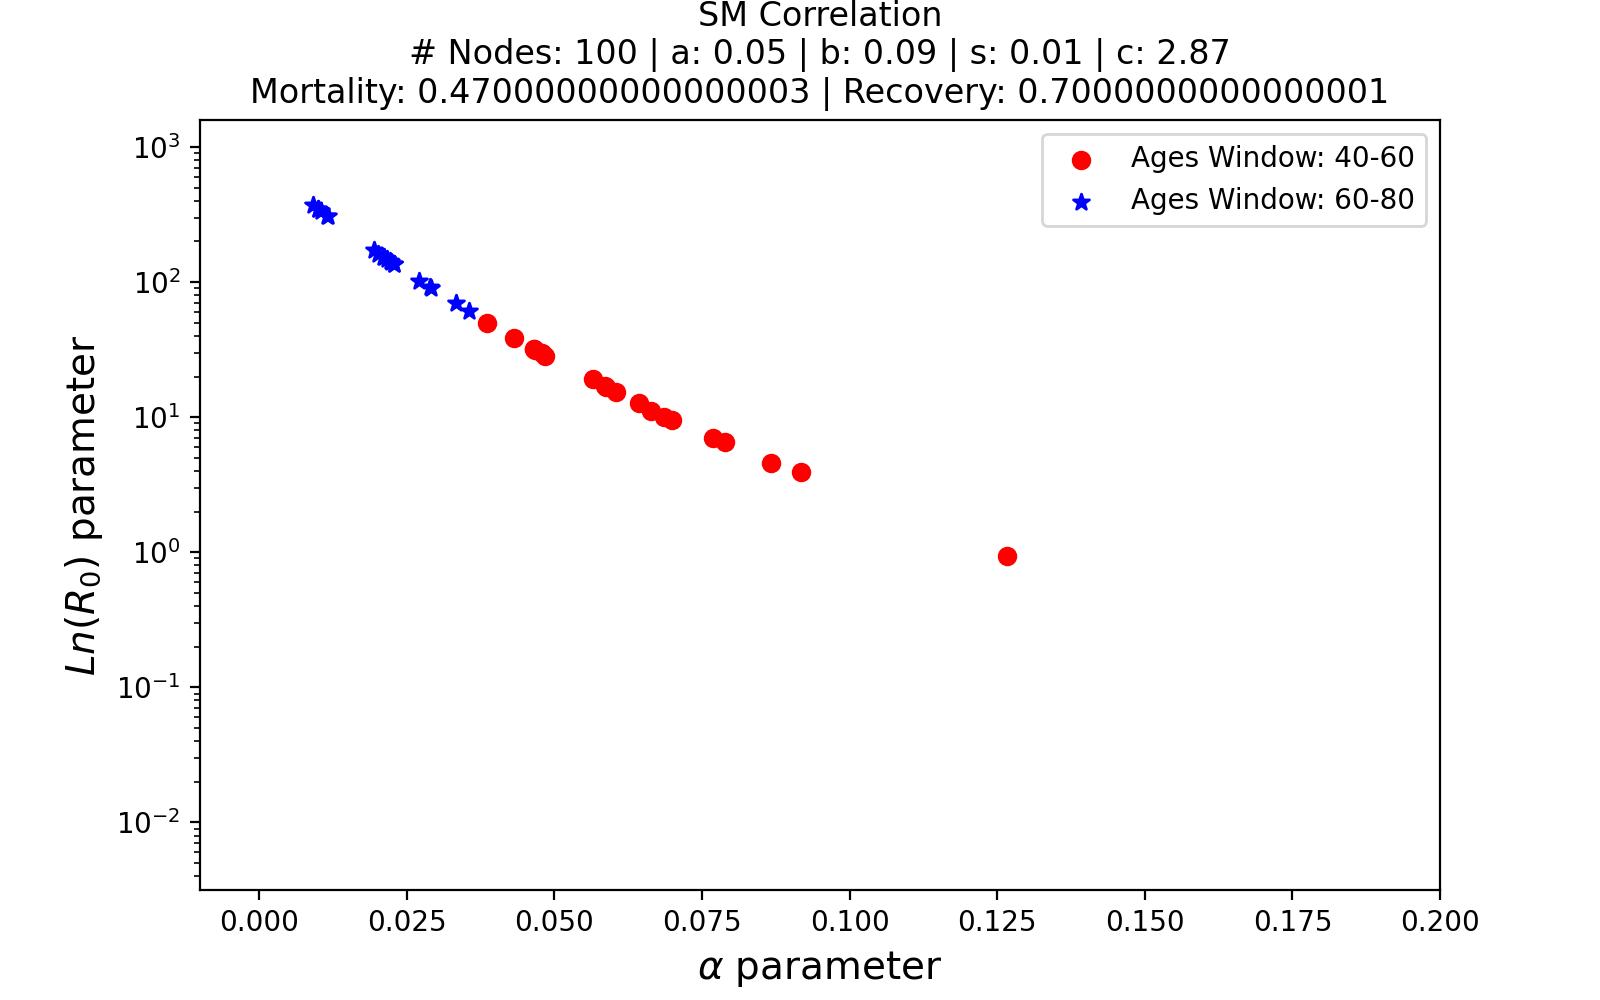 SM Correlation
# Nodes: 100 | a: 0.05 | b: 0.09 | s: 0.01 | c: 2.87
Mortality: 0.47000000000000003 | Recovery: 0.7000000000000001
Ages Window: 40-60
Ages Window: 60-80
10³
10²
10¹
10⁰
10⁻¹
10⁻²
Ln(R₀) parameter
0.000 0.025 0.050 0.075 0.100 0.125 0.150 0.175 0.200
α parameter